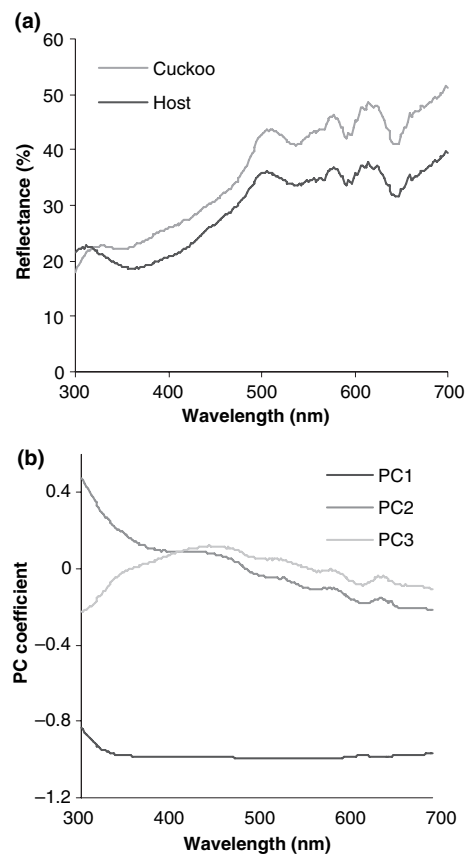 (a)
60
50
40
30
20
10
0
Reflectance (%)
Cuckoo
Host
300 400 500 600 700
Wavelength (nm)
(b)
0.4
0
−0.4
−0.8
−1.2
PC coefficient
PC1
PC2
PC3
300 400 500 600 700
Wavelength (nm)